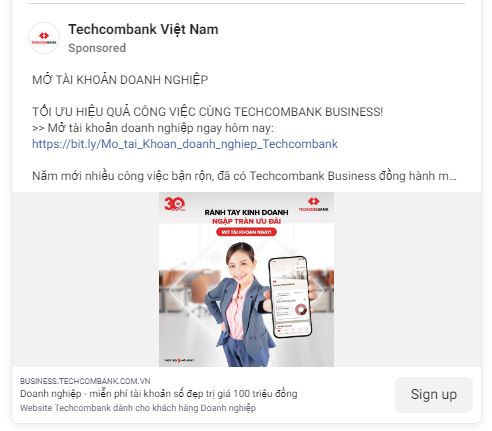 TECHCOMBANK
Techcombank Việt Nam
Sponsored
MỞ TÀI KHOẢN DOANH NGHIỆP
TỐI ƯU HIỆU QUẢ CÔNG VIỆC CÙNG TECHCOMBANK BUSINESS!
>> Mở tài khoản doanh nghiệp ngay hôm nay:
https://bit.ly/Mo_tai_Khoan_doanh_nghiep_Techcombank
Năm mới nhiều công việc bận rộn, đã có Techcombank Business đồng hành m...
30
TECHCOMBANK
RẢNH TAY KINH DOANH
NGẬP TRÀN ƯU ĐÃI
MỞ TÀI KHOẢN NGAY!
BUSINESS.TECHCOMBANK.COM.VN
Doanh nghiệp - miễn phí tài khoản số đẹp trị giá 100 triệu đồng
Website Techcombank dành cho khách hàng Doanh nghiệp
Sign up